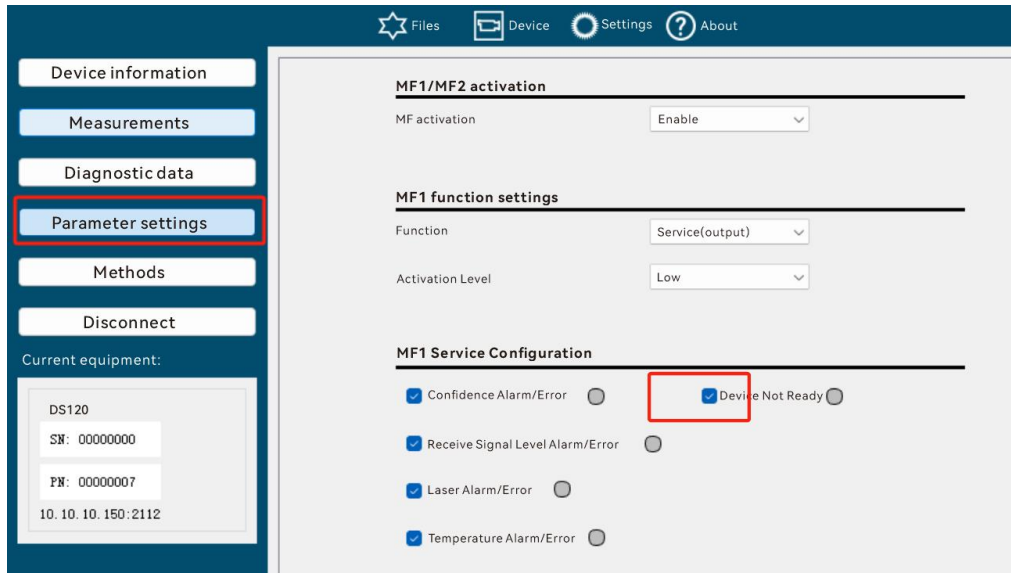 Files Device Settings ? About
Device information
Measurements
Diagnostic data
Parameter settings
Methods
Disconnect
Current equipment:
DS120
SN: 00000000
PN: 00000007
10.10.10.150:2112
MF1/MF2 activation
MF activation Enable
MF1 function settings
Function Service(output)
Activation Level Low
MF1 Service Configuration
Confidence Alarm/Error Device Not Ready
Receive Signal Level Alarm/Error
Laser Alarm/Error
Temperature Alarm/Error